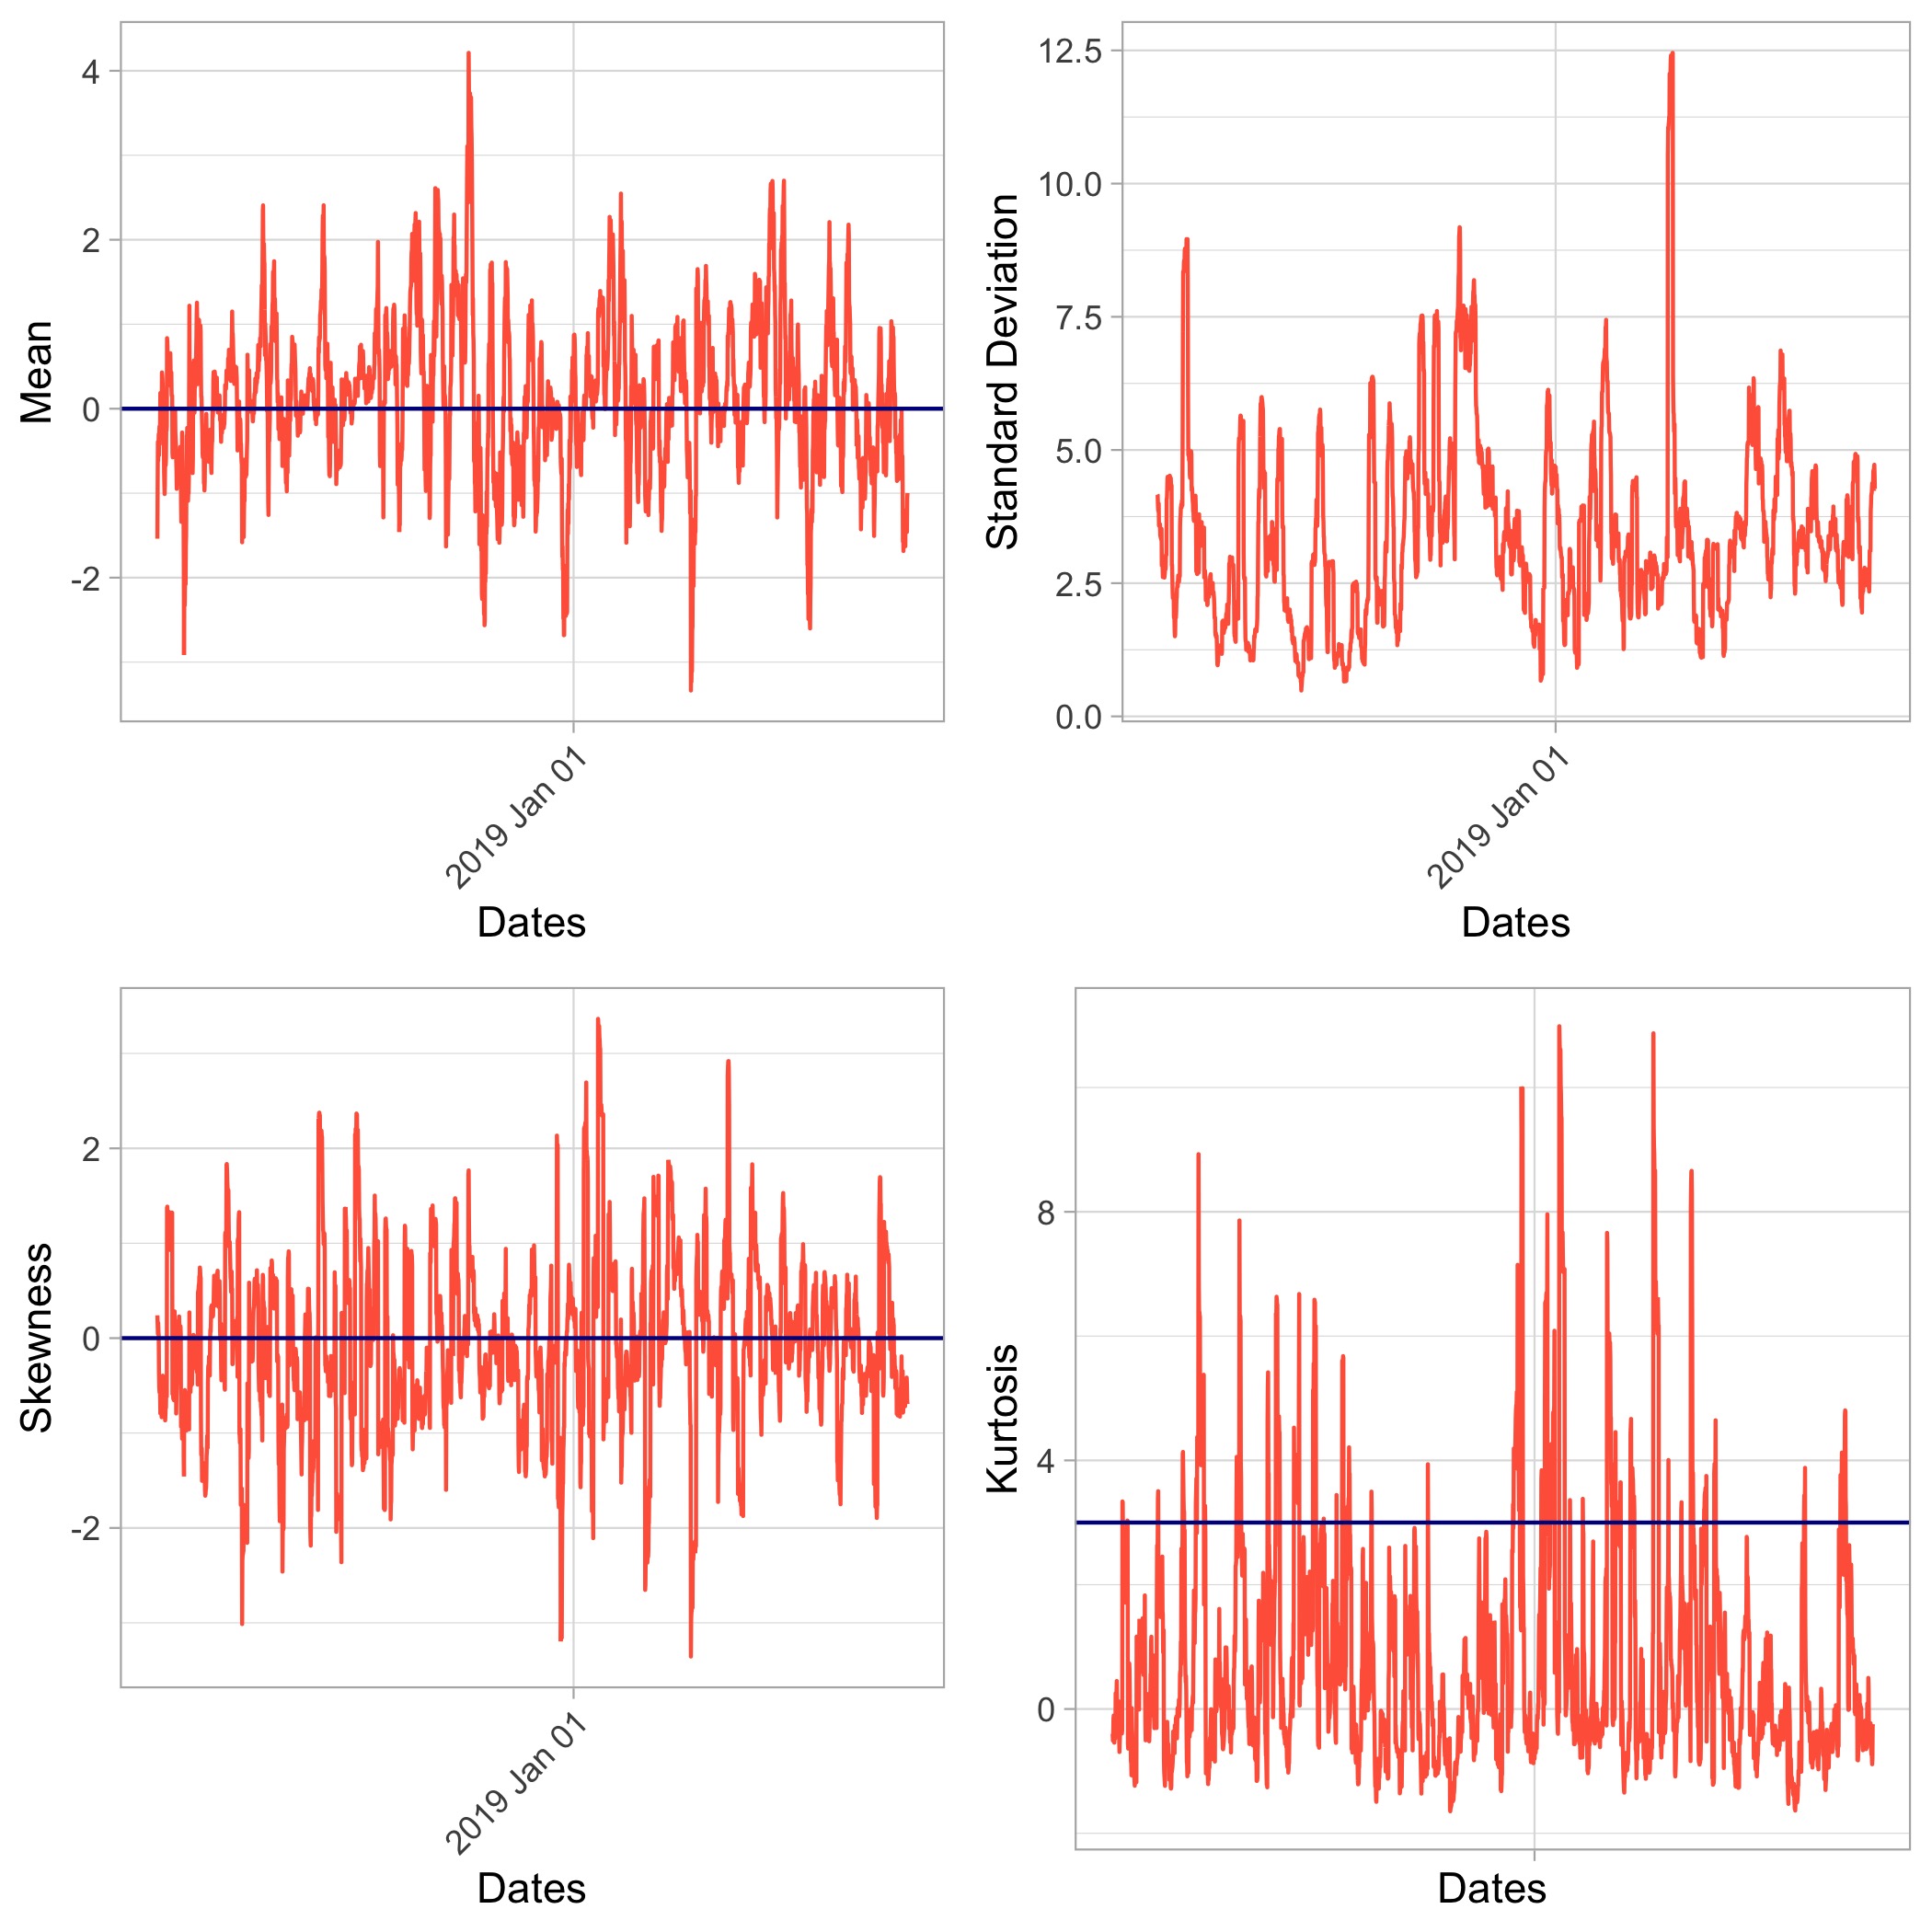 Mean
4
2
0
-2
2019 Jan 01
Dates
Standard Deviation
12.5
10.0
7.5
5.0
2.5
0.0
2019 Jan 01
Dates
Skewness
2
0
-2
2019 Jan 01
Dates
Kurtosis
8
4
0
Dates